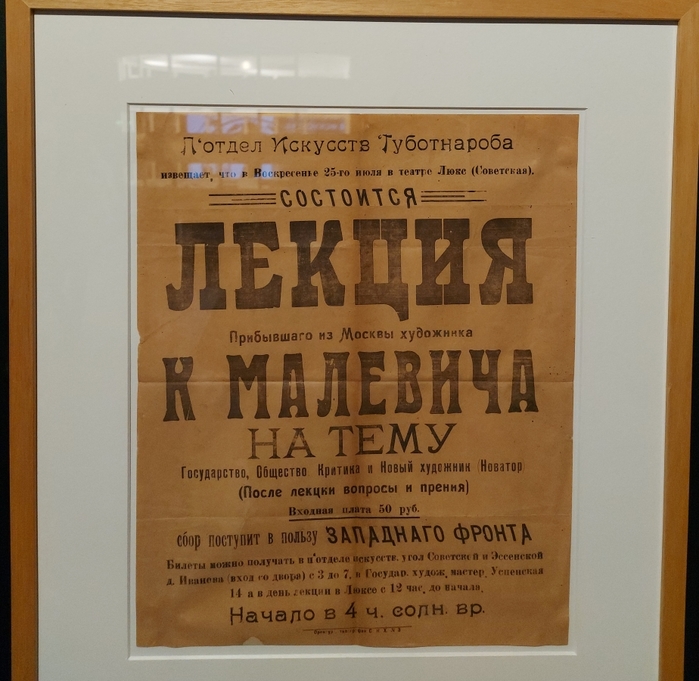 П'отдел Искусств Губотнароба
извещает, что в Воскресенье 25-го июля в театре Люкс (Советская).
СОСТОИТСЯ
ЛЕКЦИЯ
Прибывшаго из Москвы художника
К МАЛЕВИЧА
НА ТЕМУ
Государство, Общество Критика и Новый художник (Новатор
(После лекции вопросы и прения)
Входная плата 50 руб.
сбор поступит в пользу ЗАПАДНАГО ФРОНТА
Билеты можно получать в п'отделе искусств. угол Советсвей и Эссенской
д. Иванова (вход со двора) с 3 до 7, в Государ. худож. мастер. Успенская
14 а в день лекции в Люксе с 12 час. до начала,
Начало в 4 ч. солн. вр.